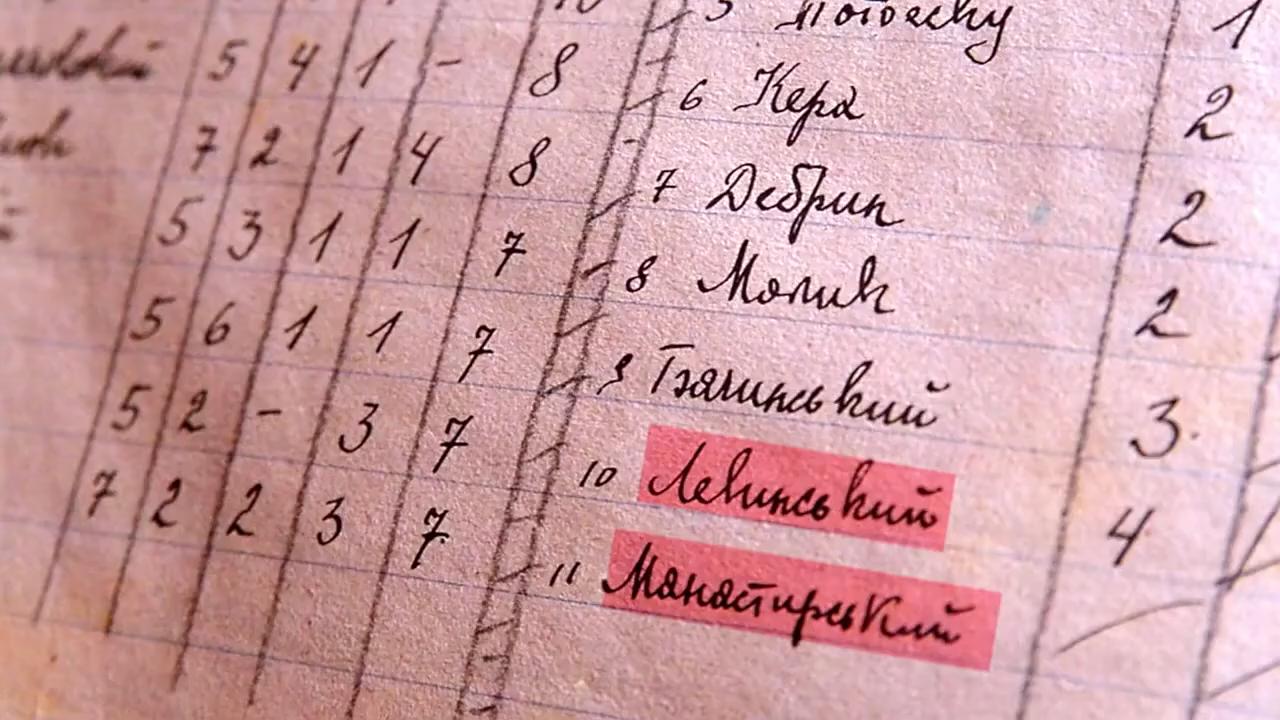 5 4 1 - 8
6 Кера 2
7 2 1 4 8
7 Дебрин 2
5 3 1 1 7
8 Малик 2
5 6 1 1 7
9 3
5 2 - 3 7
10 Левинський 4
7 2 2 3 7
11 Манастирський